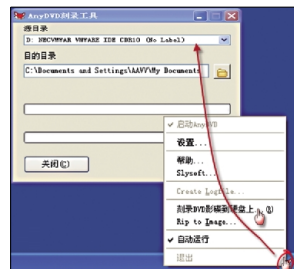 AnyDVD刻录工具
源目录
D: NECVMWAR VMWARE IDE CDR10 (No Label)
目的目录
C:\Documents and Settings\AAVV\My Documents
关闭(C)
启动AnyDVD
设置...
帮助...
Slysoft...
Create Logfile...
刻录DVD影碟到硬盘上...(R)
Rip to Image...
自动运行
退出